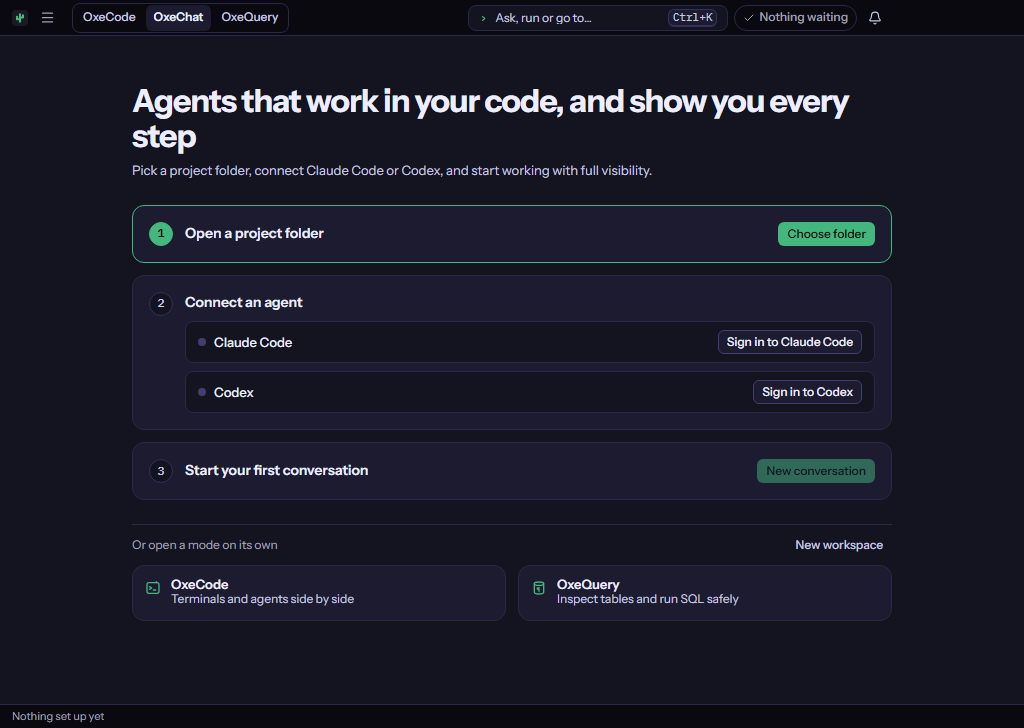 OxeCode
OxeChat
OxeQuery
Ask, run or go to...
Ctrl+K
Nothing waiting
Agents that work in your code, and show you every
step
Pick a project folder, connect Claude Code or Codex, and start working with full visibility.
1
Open a project folder
Choose folder
2
Connect an agent
Claude Code
Sign in to Claude Code
Codex
Sign in to Codex
3
Start your first conversation
New conversation
Or open a mode on its own
New workspace
OxeCode
Terminals and agents side by side
OxeQuery
Inspect tables and run SQL safely
Nothing set up yet